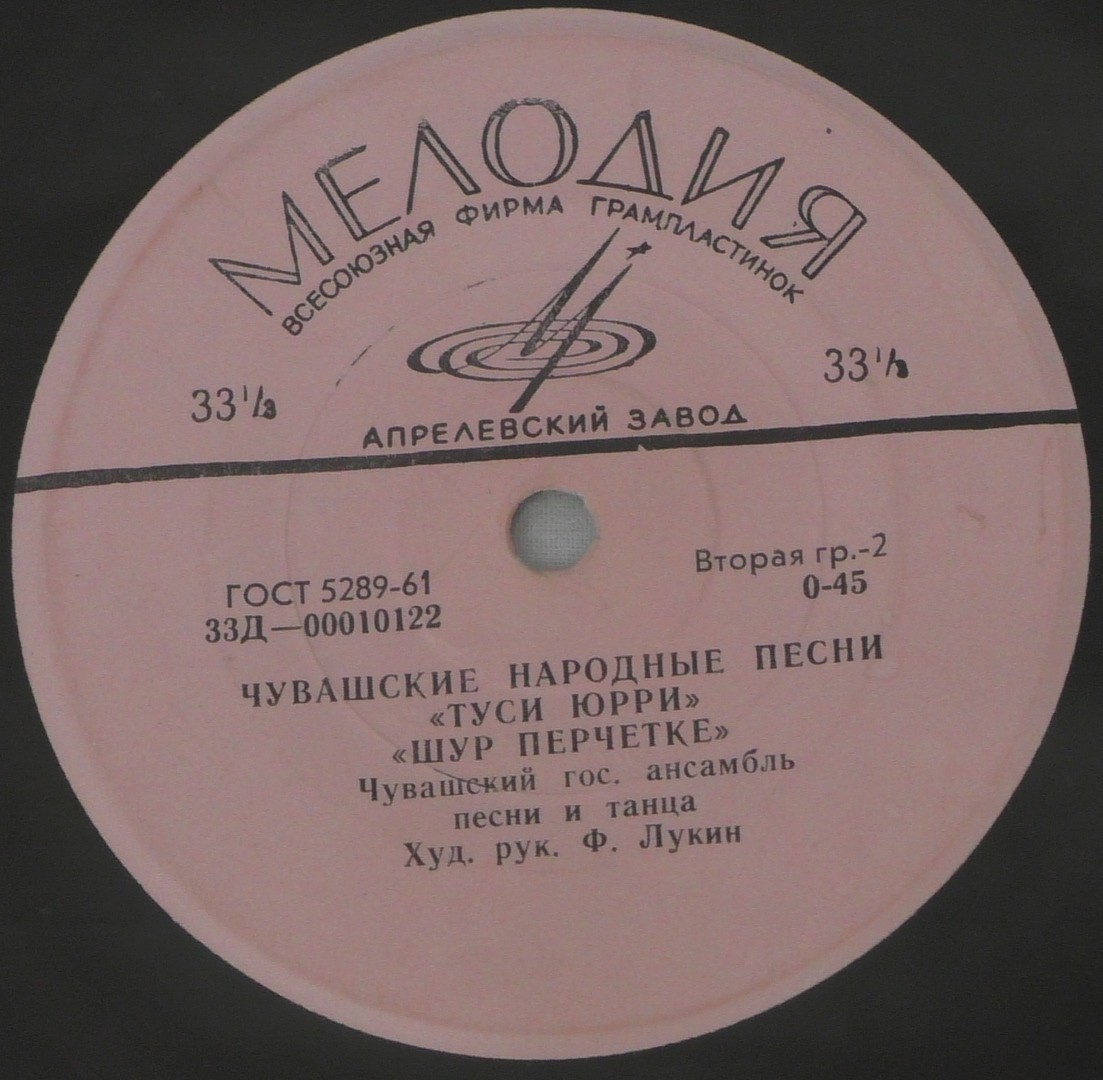 МЕЛОДИЯ
ВСЕСОЮЗНАЯ ФИРМА ГРАМПЛАСТИНОК
33⅓ 33⅓
АПРЕЛЕВСКИЙ ЗАВОД
ГОСТ 5289-61 Вторая гр.-2
33Д—00010122 0-45
ЧУВАШСКИЕ НАРОДНЫЕ ПЕСНИ
«ТУСИ ЮРРИ»
«ШУР ПЕРЧЕТКЕ»
Чувашский гос. ансамбль
песни и танца
Худ. рук. Ф. Лукин